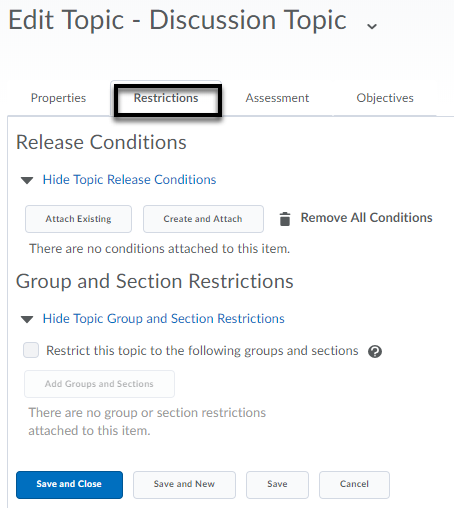 Edit Topic - Discussion Topic
Properties Restrictions Assessment Objectives
Release Conditions
Hide Topic Release Conditions
Attach Existing Create and Attach Remove All Conditions
There are no conditions attached to this item.
Group and Section Restrictions
Hide Topic Group and Section Restrictions
Restrict this topic to the following groups and sections ?
Add Groups and Sections
There are no group or section restrictions
attached to this item.
Save and Close Save and New Save Cancel